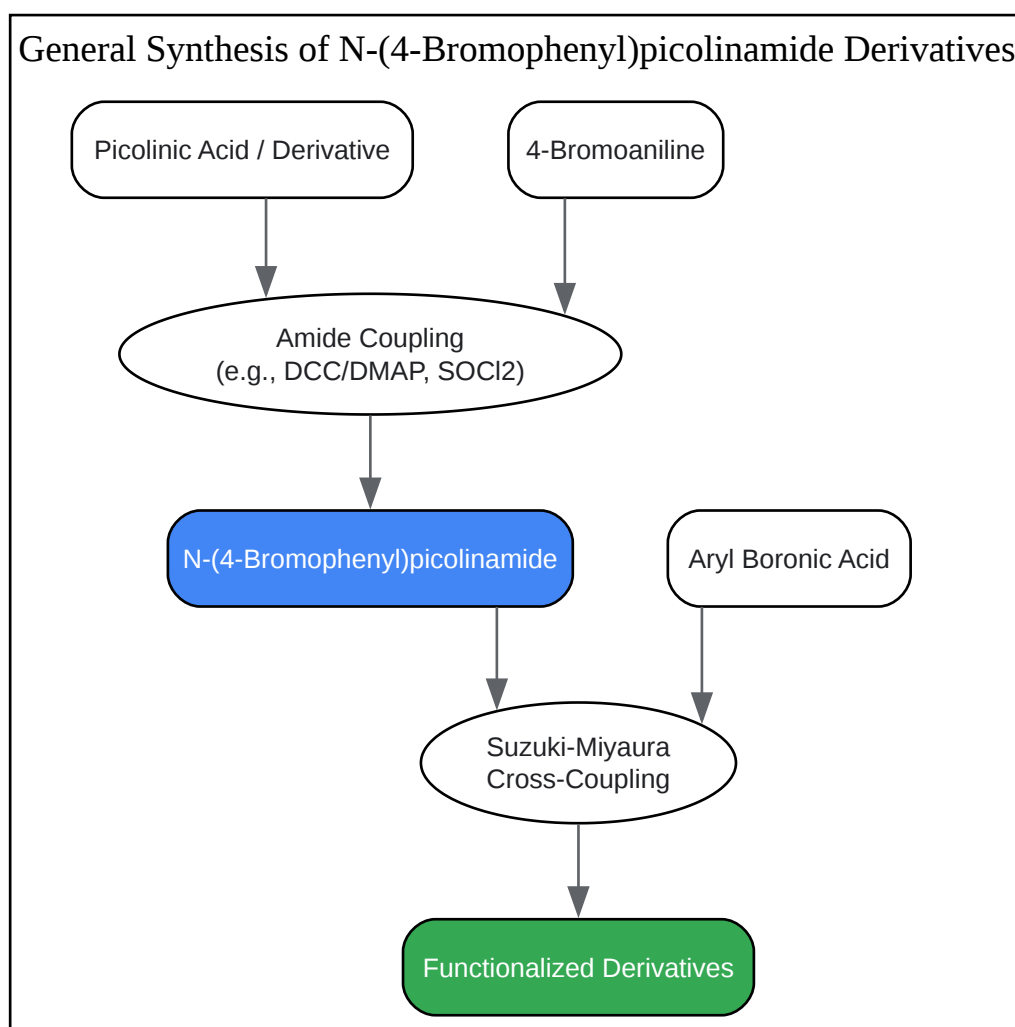 General Synthesis of N-(4-Bromophenyl)picolinamide Derivatives
Picolinic Acid / Derivative
4-Bromoaniline
Amide Coupling
(e.g., DCC/DMAP, SOCl2)
N-(4-Bromophenyl)picolinamide
Aryl Boronic Acid
Suzuki-Miyaura
Cross-Coupling
Functionalized Derivatives